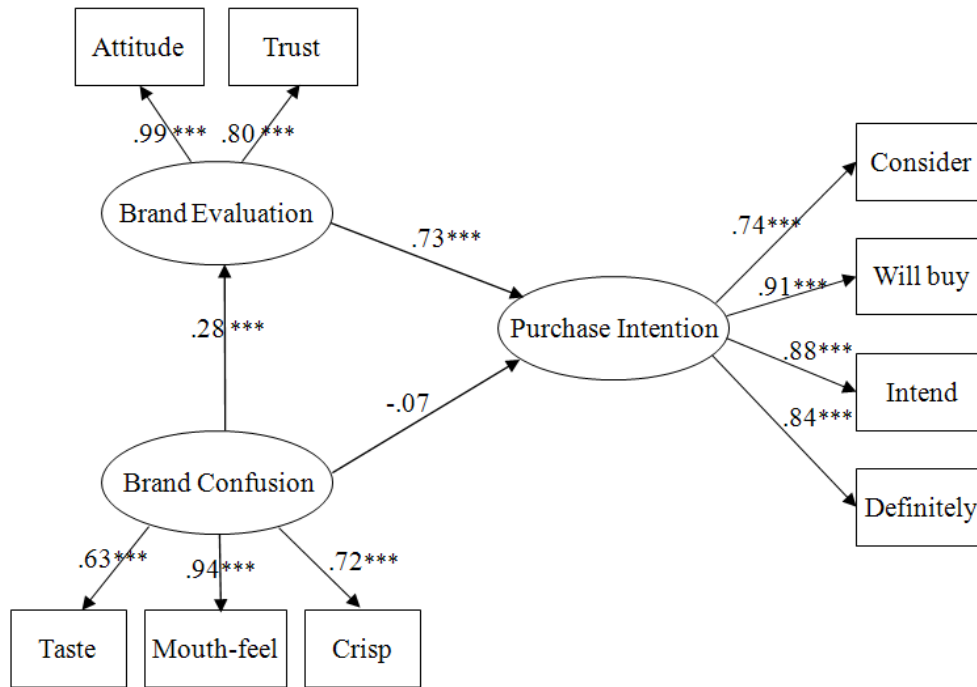 Attitude
Trust
.99***
.80***
Consider
Brand Evaluation
.73***
.74***
Will buy
.91***
.28***
Purchase Intention
.88***
Intend
-.07
.84***
Brand Confusion
Definitely
.63***
.94***
.72***
Taste
Mouth-feel
Crisp